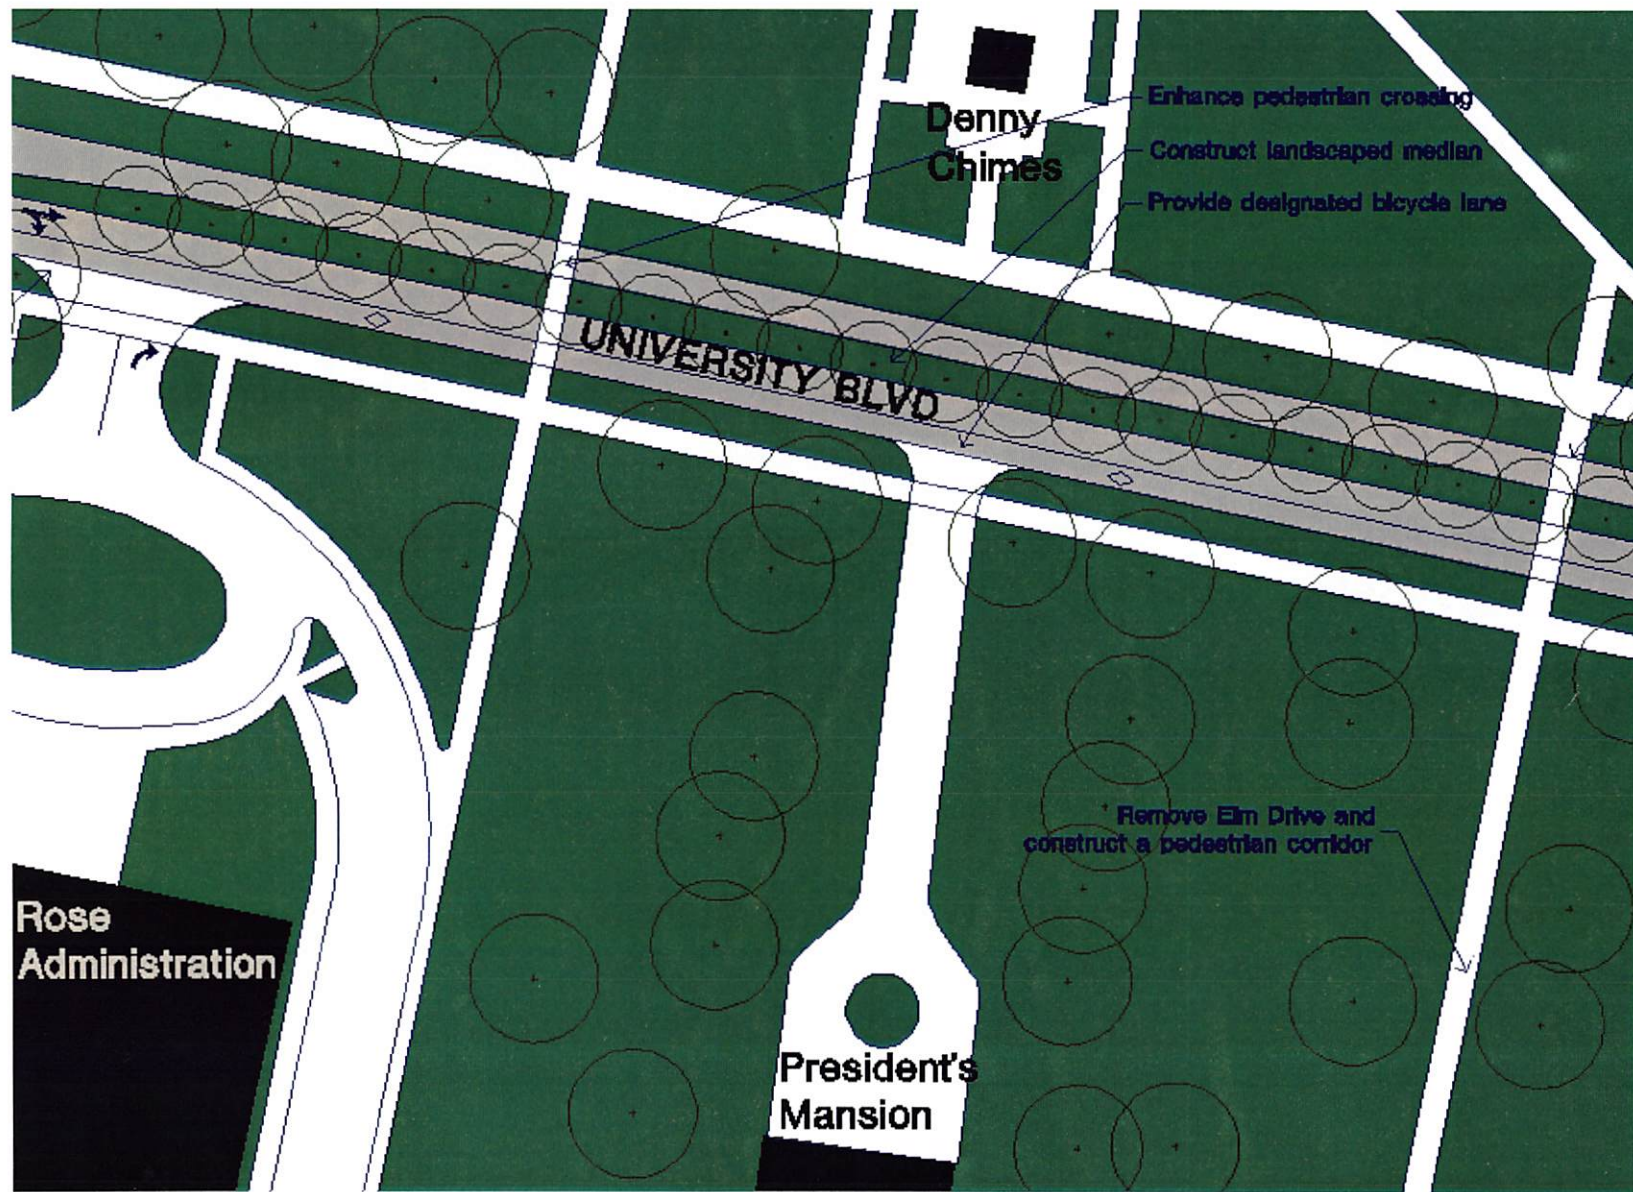 Denny
Chimes
Enhance pedestrian crossing
Construct landscaped median
Provide designated bicycle lane
UNIVERSITY BLVD
Remove Elm Drive and
construct a pedestrian corridor
Rose
Administration
President's
Mansion